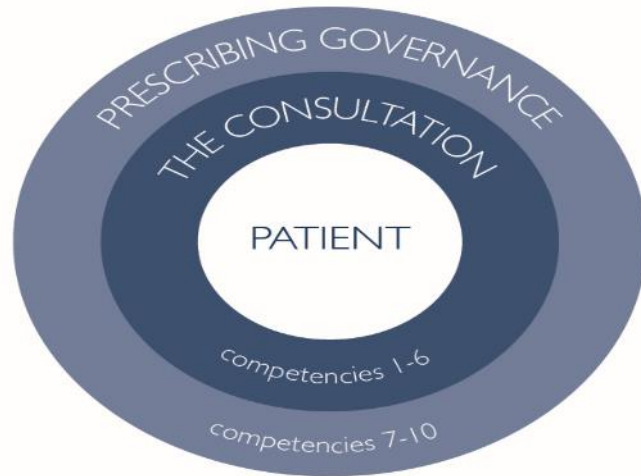 PRESCRIBING GOVERNANCE
THE CONSULTATION
PATIENT
competencies 1-6
competencies 7-10